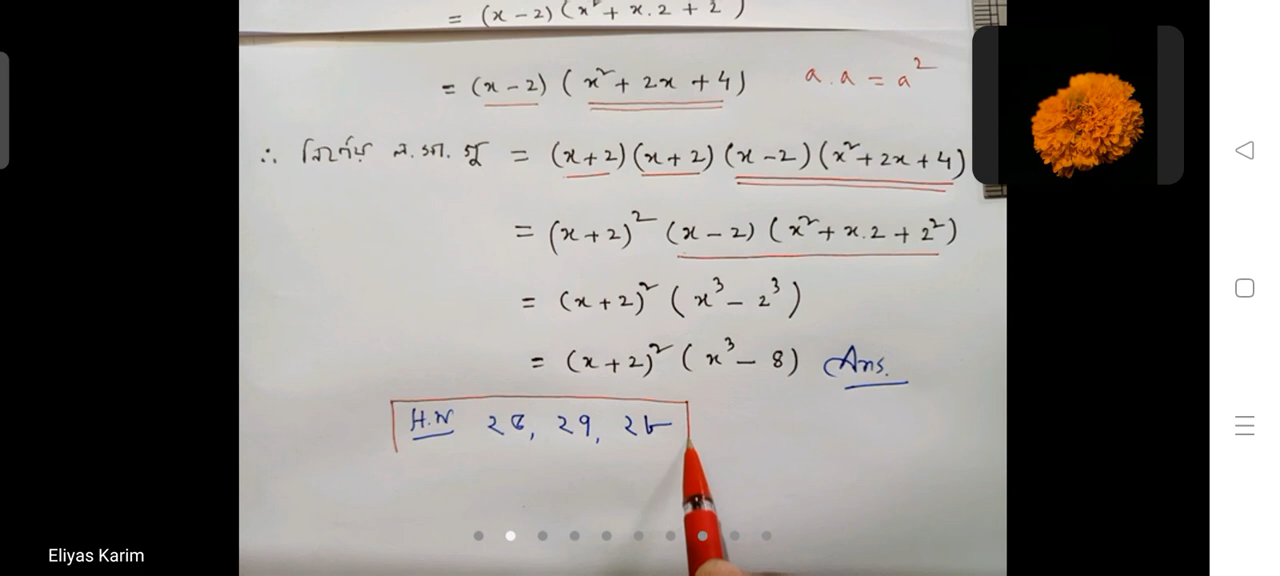 = (x - 2) (x² + x.2 + 2²)
= (x - 2) (x² + 2x + 4) a.a = a²
∴ নির্ণেয় ল.সা.গু = (x+2) (x+2) (x-2) (x² + 2x + 4)
= (x+2)² (x - 2) (x² + x.2 + 2²)
= (x+2)² (x³ - 2³)
= (x+2)² (x³ - 8) Ans.
H.W ২৬, ২৭, ২৮
Eliyas Karim